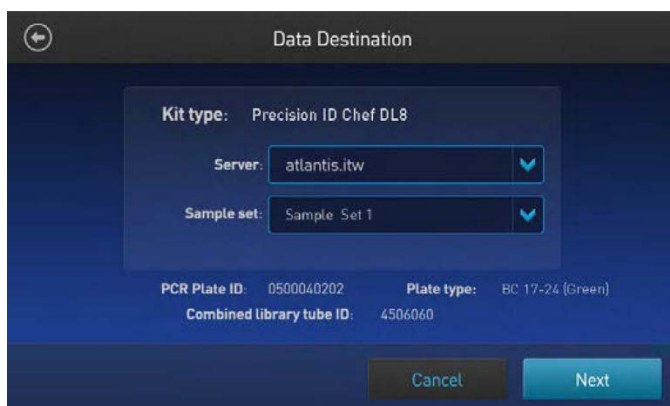 Data Destination
Kit type: Precision ID Chef DL8
Server: atlantis.itw
Sample set: Sample Set 1
PCR Plate ID: 0500040202 Plate type: BC 17-24 (Green)
Combined library tube ID: 4506060
Cancel Next